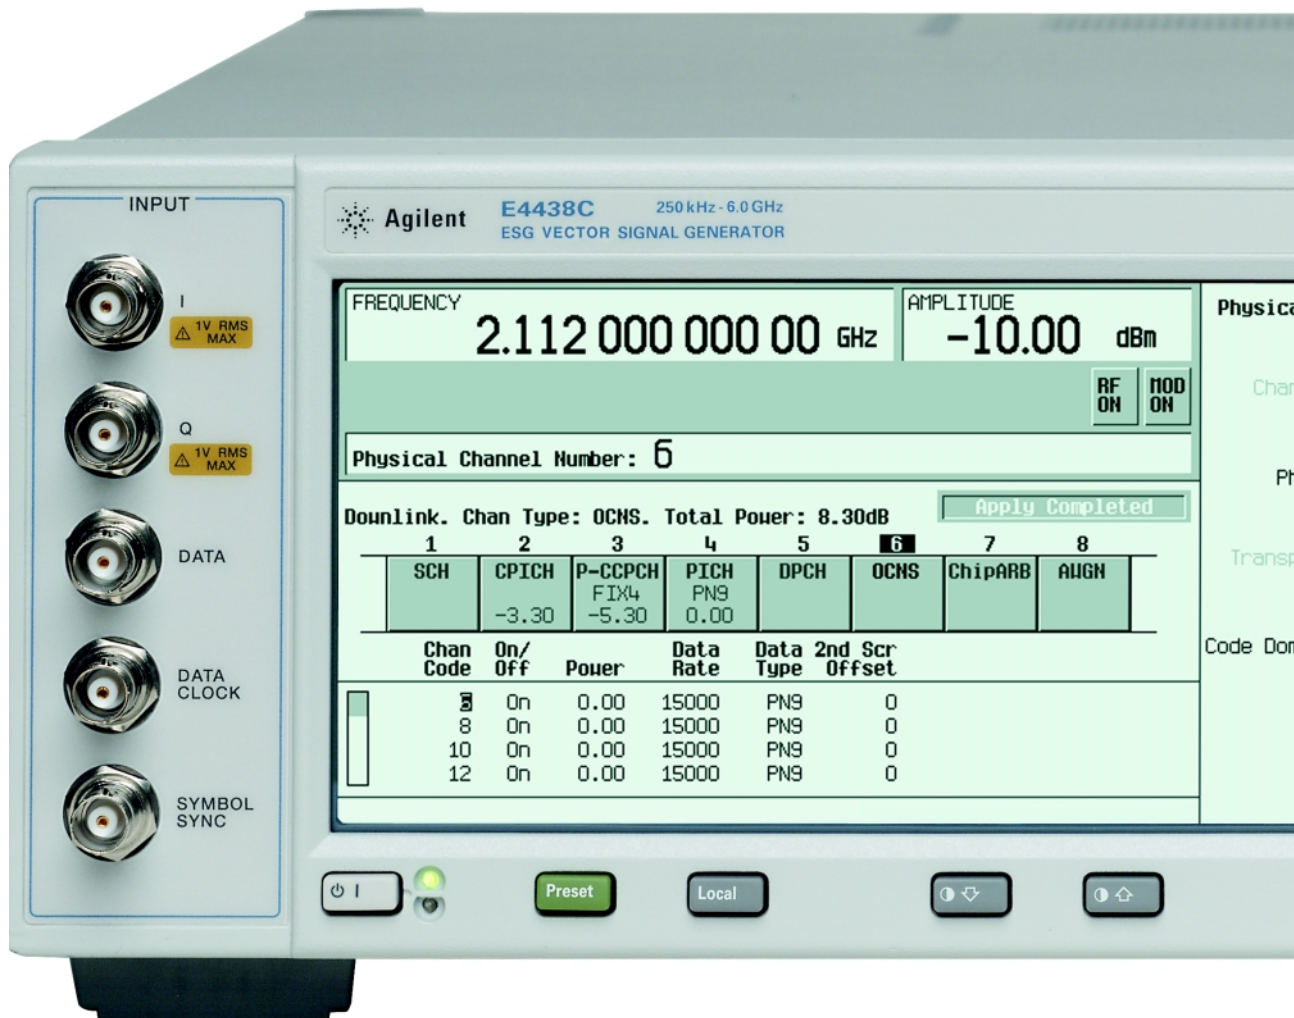 INPUT
I
1V RMS
MAX
Q
1V RMS
MAX
DATA
DATA
CLOCK
SYMBOL
SYNC
Agilent
E4438C 250 kHz - 6.0 GHz
ESG VECTOR SIGNAL GENERATOR
FREQUENCY
2.112 000 000 00 GHz
AMPLITUDE
-10.00 dBm
RF
ON
MOD
ON
Physical Channel Number: 6
Downlink. Chan Type: OCNS. Total Power: 8.30dB
Apply Completed
1 2 3 4 5 6 7 8
SCH CPICH P-CCPCH PICH DPCH OCNS ChipARB AWGN
FIX4 PN9
-3.30 -5.30 0.00
Chan On/ Data Data 2nd Scr
Code Off Power Rate Type Offset
6 On 0.00 15000 PN9 0
8 On 0.00 15000 PN9 0
10 On 0.00 15000 PN9 0
12 On 0.00 15000 PN9 0
Physica
Chan
Ph
Transp
Code Dom
Preset
Local